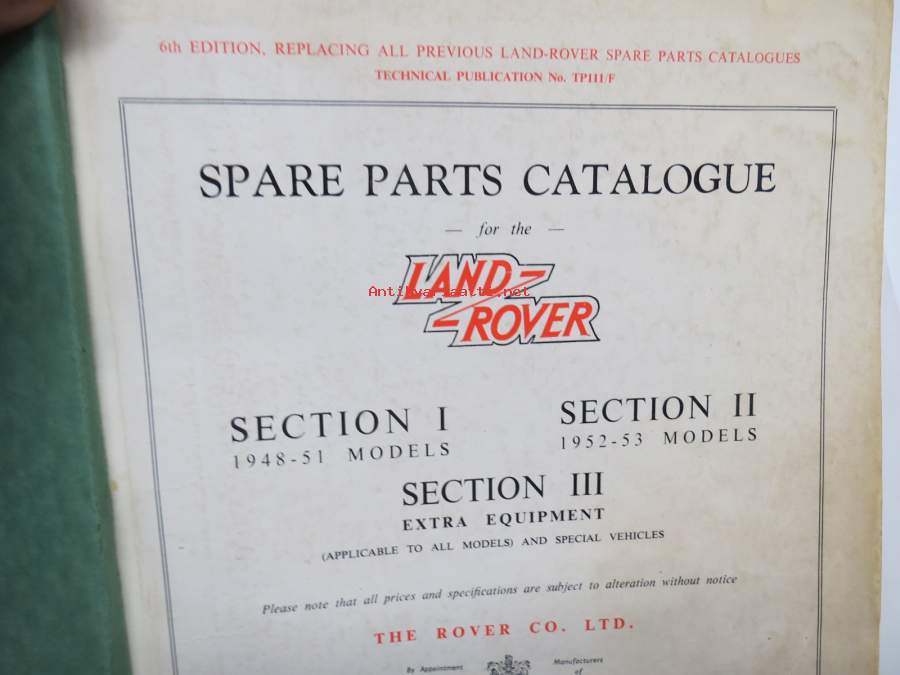 6th EDITION, REPLACING ALL PREVIOUS LAND-ROVER SPARE PARTS CATALOGUES
TECHNICAL PUBLICATION No. TP111/F
SPARE PARTS CATALOGUE
— for the —
LAND
ROVER
Antikvariaatti.net
SECTION I
1948-51 MODELS
SECTION II
1952-53 MODELS
SECTION III
EXTRA EQUIPMENT
(APPLICABLE TO ALL MODELS) AND SPECIAL VEHICLES
Please note that all prices and specifications are subject to alteration without notice
THE ROVER CO. LTD.
By Appointment
Manufacturers
of